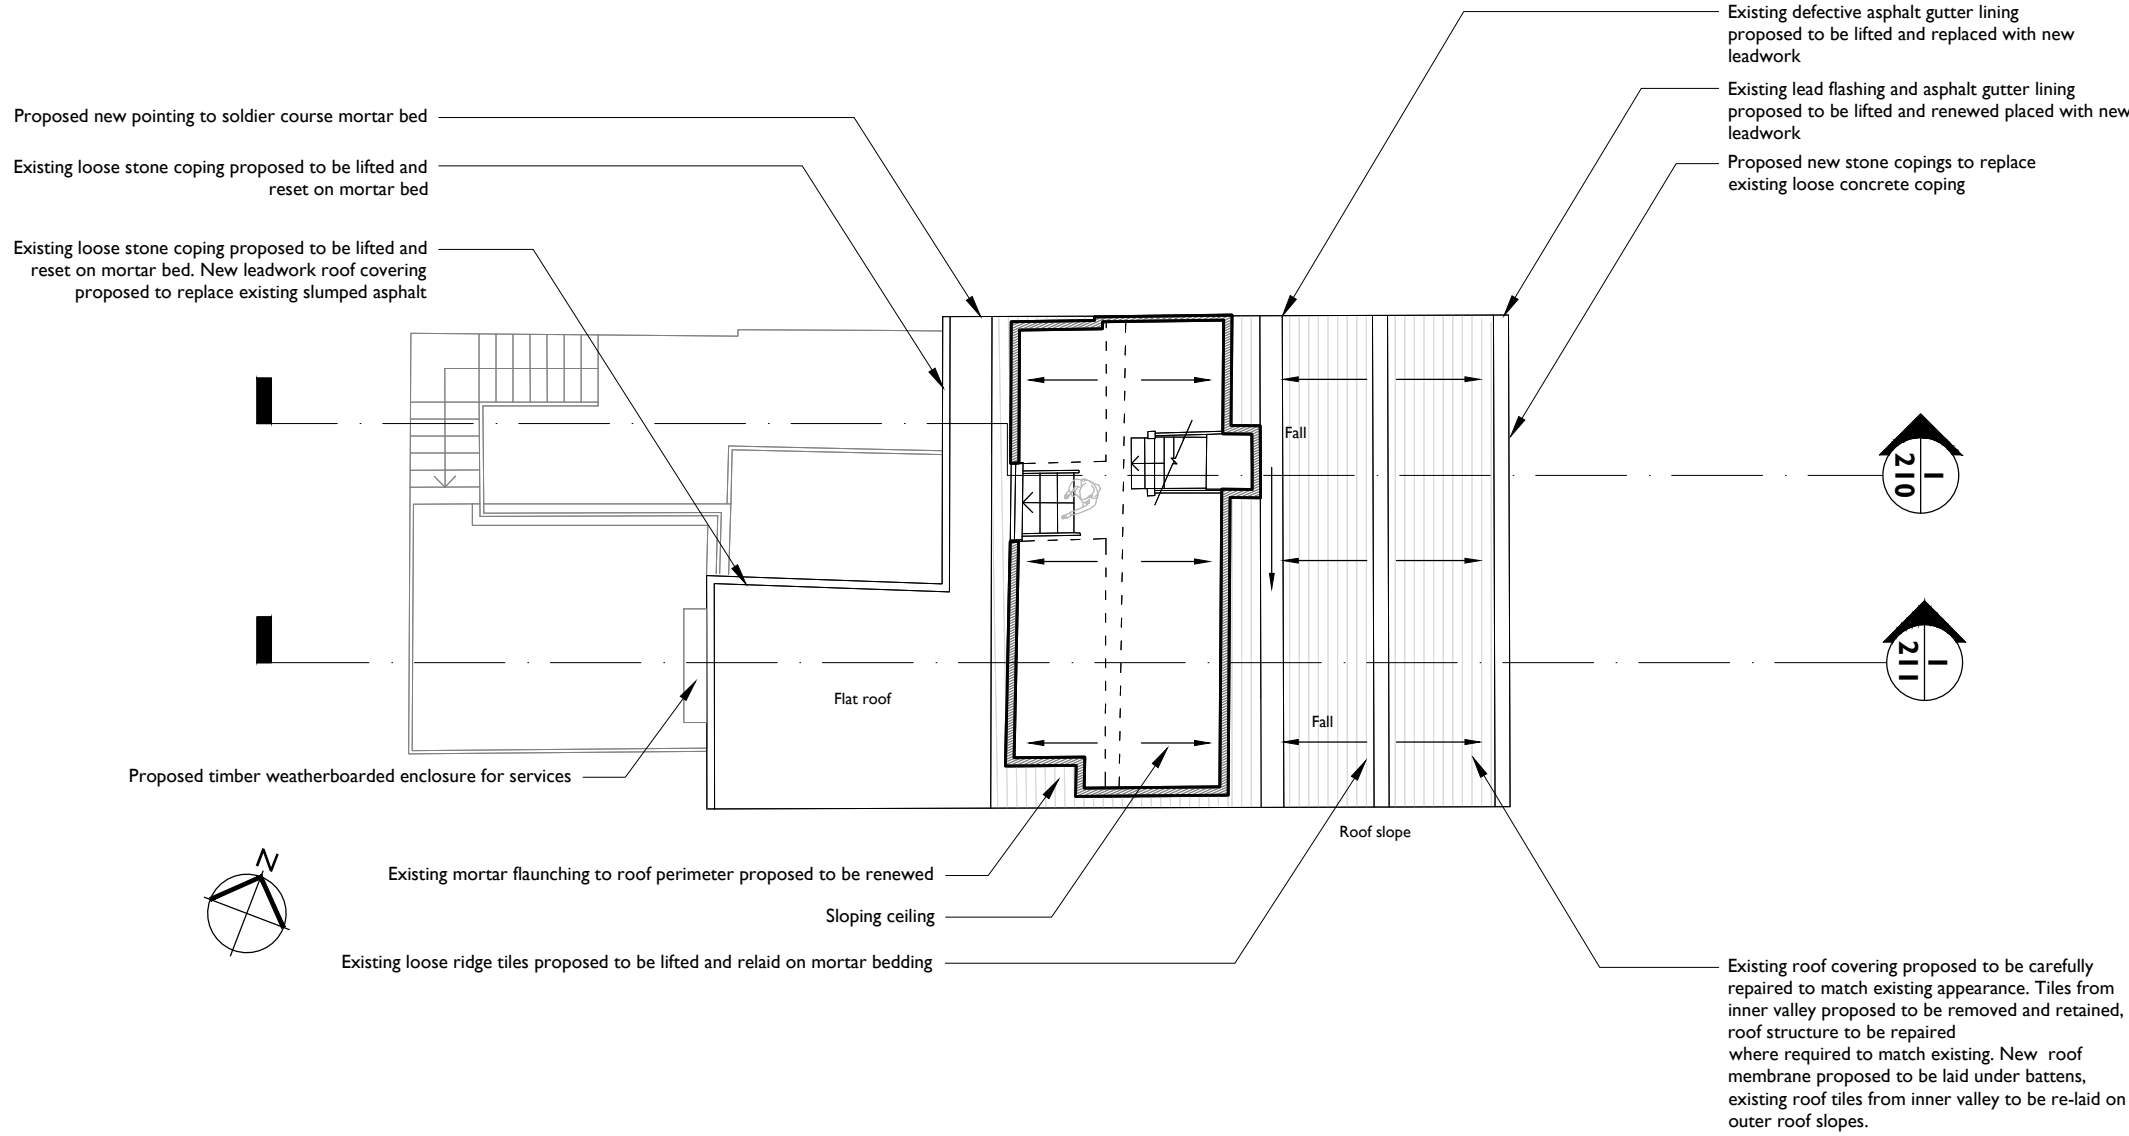 Existing defective asphalt gutter lining
proposed to be lifted and replaced with new
leadwork
Existing lead flashing and asphalt gutter lining
proposed to be lifted and renewed placed with new
leadwork
Proposed new stone copings to replace
existing loose concrete coping
Proposed new pointing to soldier course mortar bed
Existing loose stone coping proposed to be lifted and
reset on mortar bed
Existing loose stone coping proposed to be lifted and
reset on mortar bed. New leadwork roof covering
proposed to replace existing slumped asphalt
Fall
1
210
1
211
Flat roof
Fall
Proposed timber weatherboarded enclosure for services
Roof slope
N
Existing mortar flaunching to roof perimeter proposed to be renewed
Sloping ceiling
Existing loose ridge tiles proposed to be lifted and relaid on mortar bedding
Existing roof covering proposed to be carefully
repaired to match existing appearance. Tiles from
inner valley proposed to be removed and retained,
roof structure to be repaired
where required to match existing. New roof
membrane proposed to be laid under battens,
existing roof tiles from inner valley to be re-laid on
outer roof slopes.